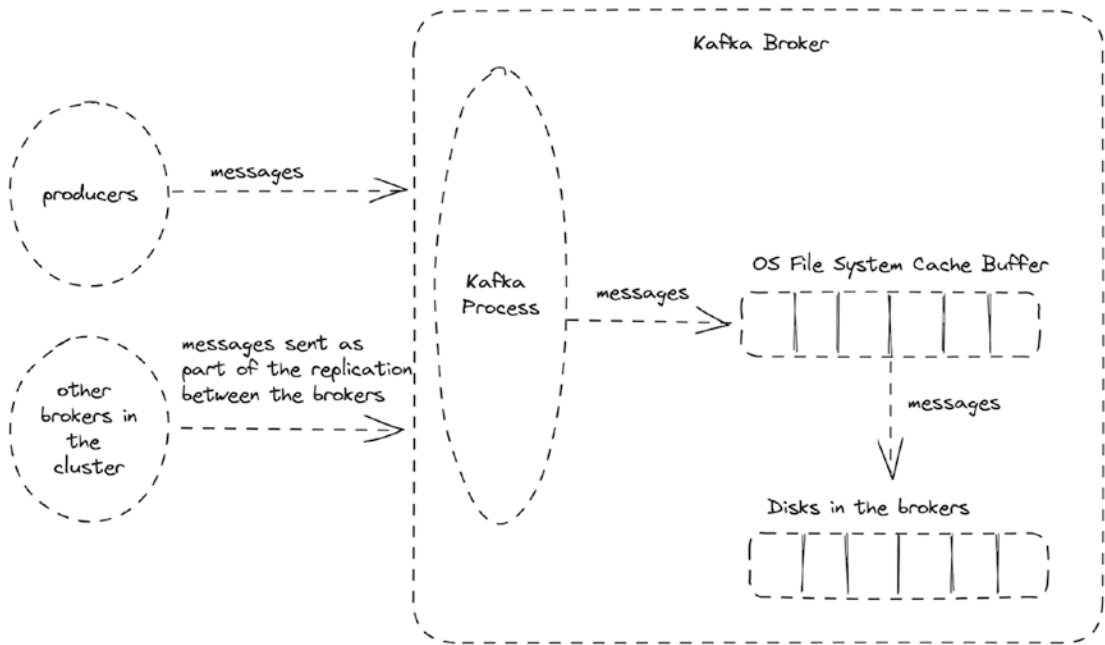 Kafka Broker
messages
producers
Kafka
Process
OS File System Cache Buffer
messages
messages sent as
part of the replication
between the brokers
other
brokers in
the
cluster
messages
Disks in the brokers